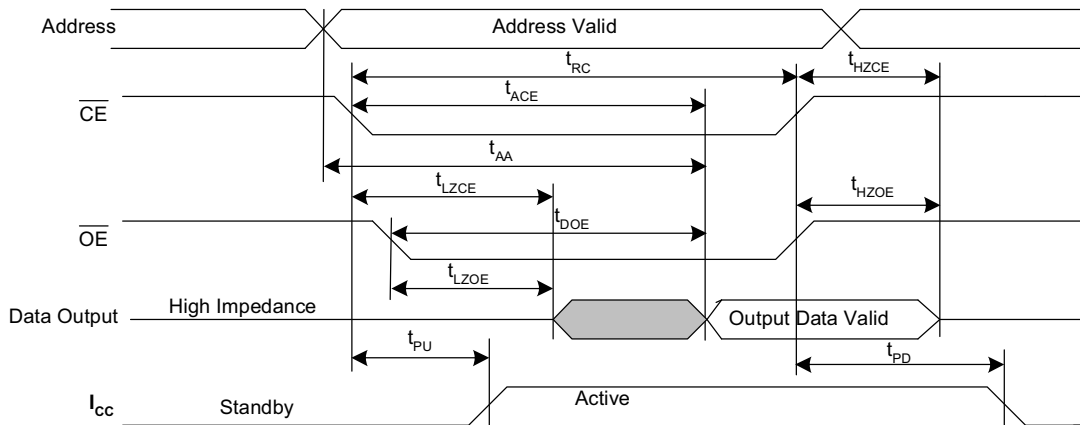 Address
Address Valid
tRC
tHZCE
CE
tACE
tAA
tLZCE
tHZOE
OE
tDOE
tLZOE
Data Output
High Impedance
Output Data Valid
tPU
tPD
ICC
Standby
Active